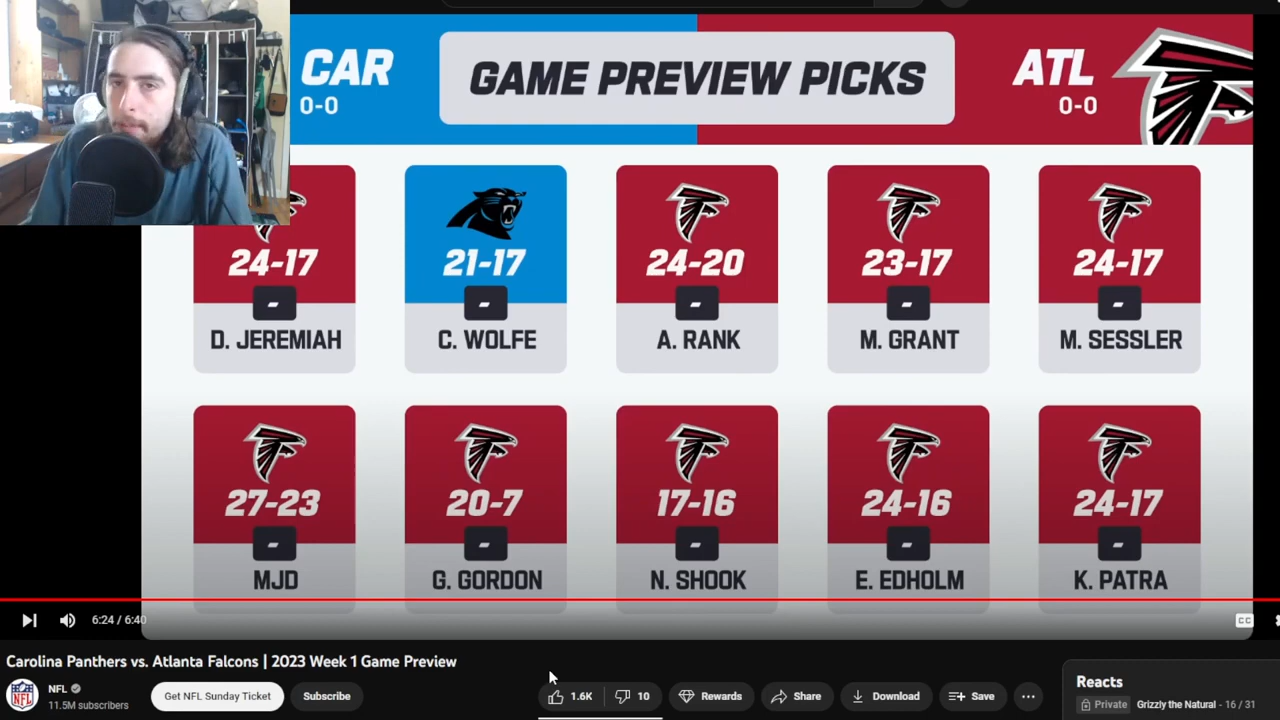 CAR
0-0
GAME PREVIEW PICKS
ATL
0-0
24-17
-
D. JEREMIAH
21-17
-
C. WOLFE
24-20
-
A. RANK
23-17
-
M. GRANT
24-17
-
M. SESSLER
27-23
-
MJD
20-7
-
G. GORDON
17-16
-
N. SHOOK
24-16
-
E. EDHOLM
24-17
-
K. PATRA
6:24 / 6:40
CC
Carolina Panthers vs. Atlanta Falcons | 2023 Week 1 Game Preview
NFL
11.5M subscribers
Get NFL Sunday Ticket
Subscribe
1.6K
10
Rewards
Share
Download
Save
Reacts
Private
Grizzly the Natural - 16 / 31